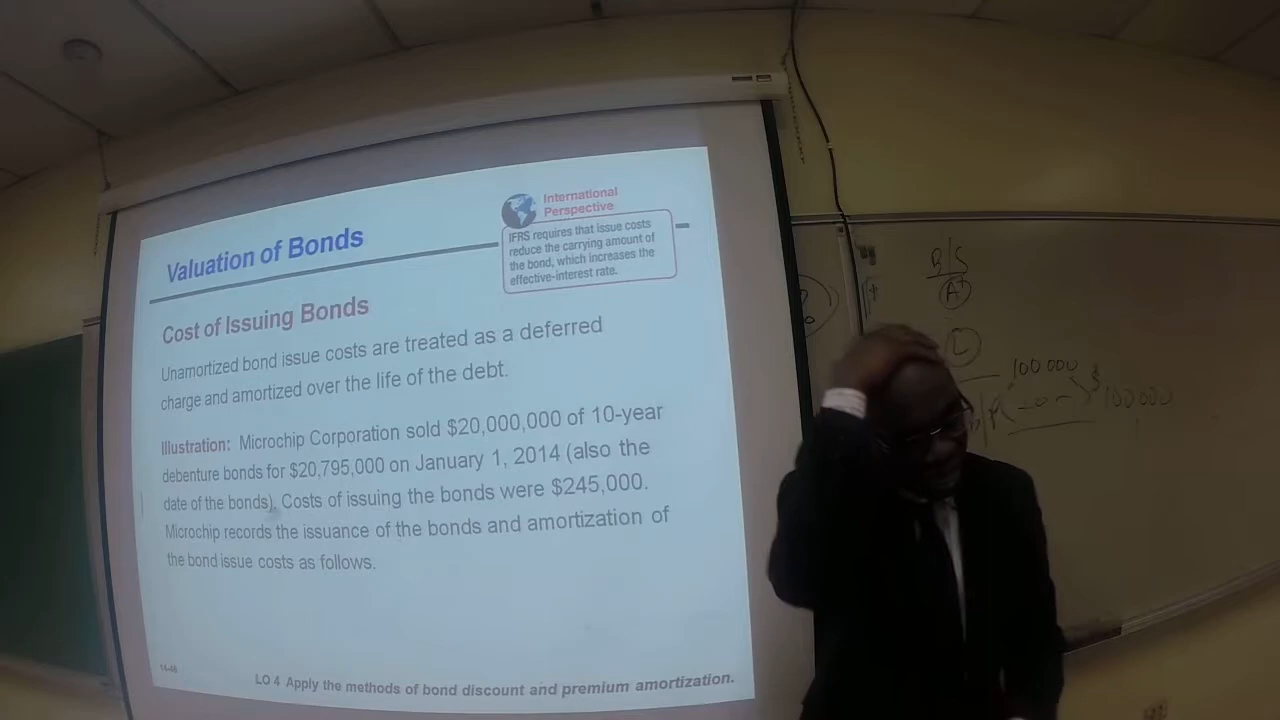 Valuation of Bonds
International
Perspective
IFRS requires that issue costs
reduce the carrying amount of
the bond, which increases the
effective-interest rate.
Cost of Issuing Bonds
Unamortized bond issue costs are treated as a deferred
charge and amortized over the life of the debt.
Illustration: Microchip Corporation sold $20,000,000 of 10-year
debenture bonds for $20,795,000 on January 1, 2014 (also the
date of the bonds). Costs of issuing the bonds were $245,000.
Microchip records the issuance of the bonds and amortization of
the bond issue costs as follows.
LO 4 Apply the methods of bond discount and premium amortization.
B/S
A+
L
100 000
$
100 000